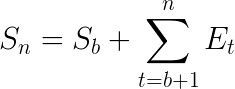 S_n = S_b + \sum_{t=b+1}^{n} E_t